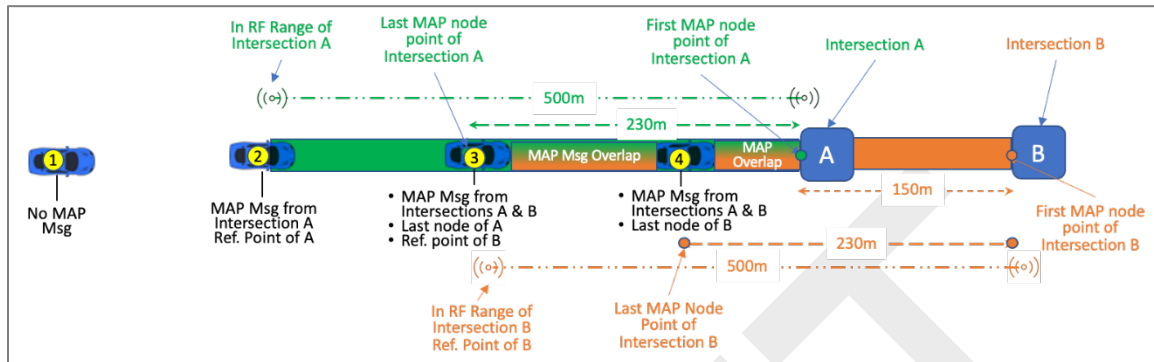 In RF Range of
Intersection A
Last MAP node
point of
Intersection A
First MAP node
point of
Intersection A
Intersection A
Intersection B
500m
230m
1
2
3
MAP Msg Overlap
4
MAP
Overlap
A
B
No MAP
Msg
MAP Msg from
Intersection A
Ref. Point of A
• MAP Msg from
Intersections A & B
• Last node of A
• Ref. point of B
• MAP Msg from
Intersections A & B
• Last node of B
150m
First MAP node
point of
Intersection B
230m
500m
In RF Range of
Intersection B
Ref. Point of B
Last MAP Node
Point of
Intersection B